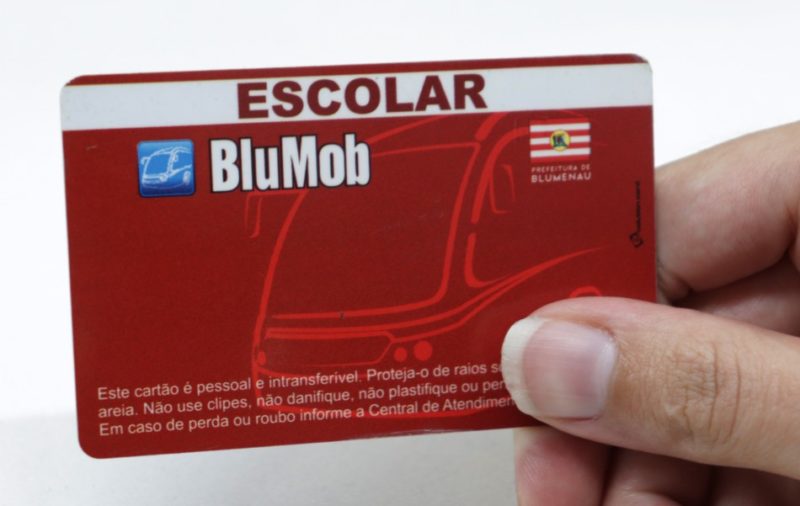 ESCOLAR
BluMob
PREFEITURA DE
BLUMENAU
Este cartão é pessoal e intransferível. Proteja-o de raios
areia. Não use clipes, não danifique, não plastifique ou
Em caso de perda ou roubo informe a Central de